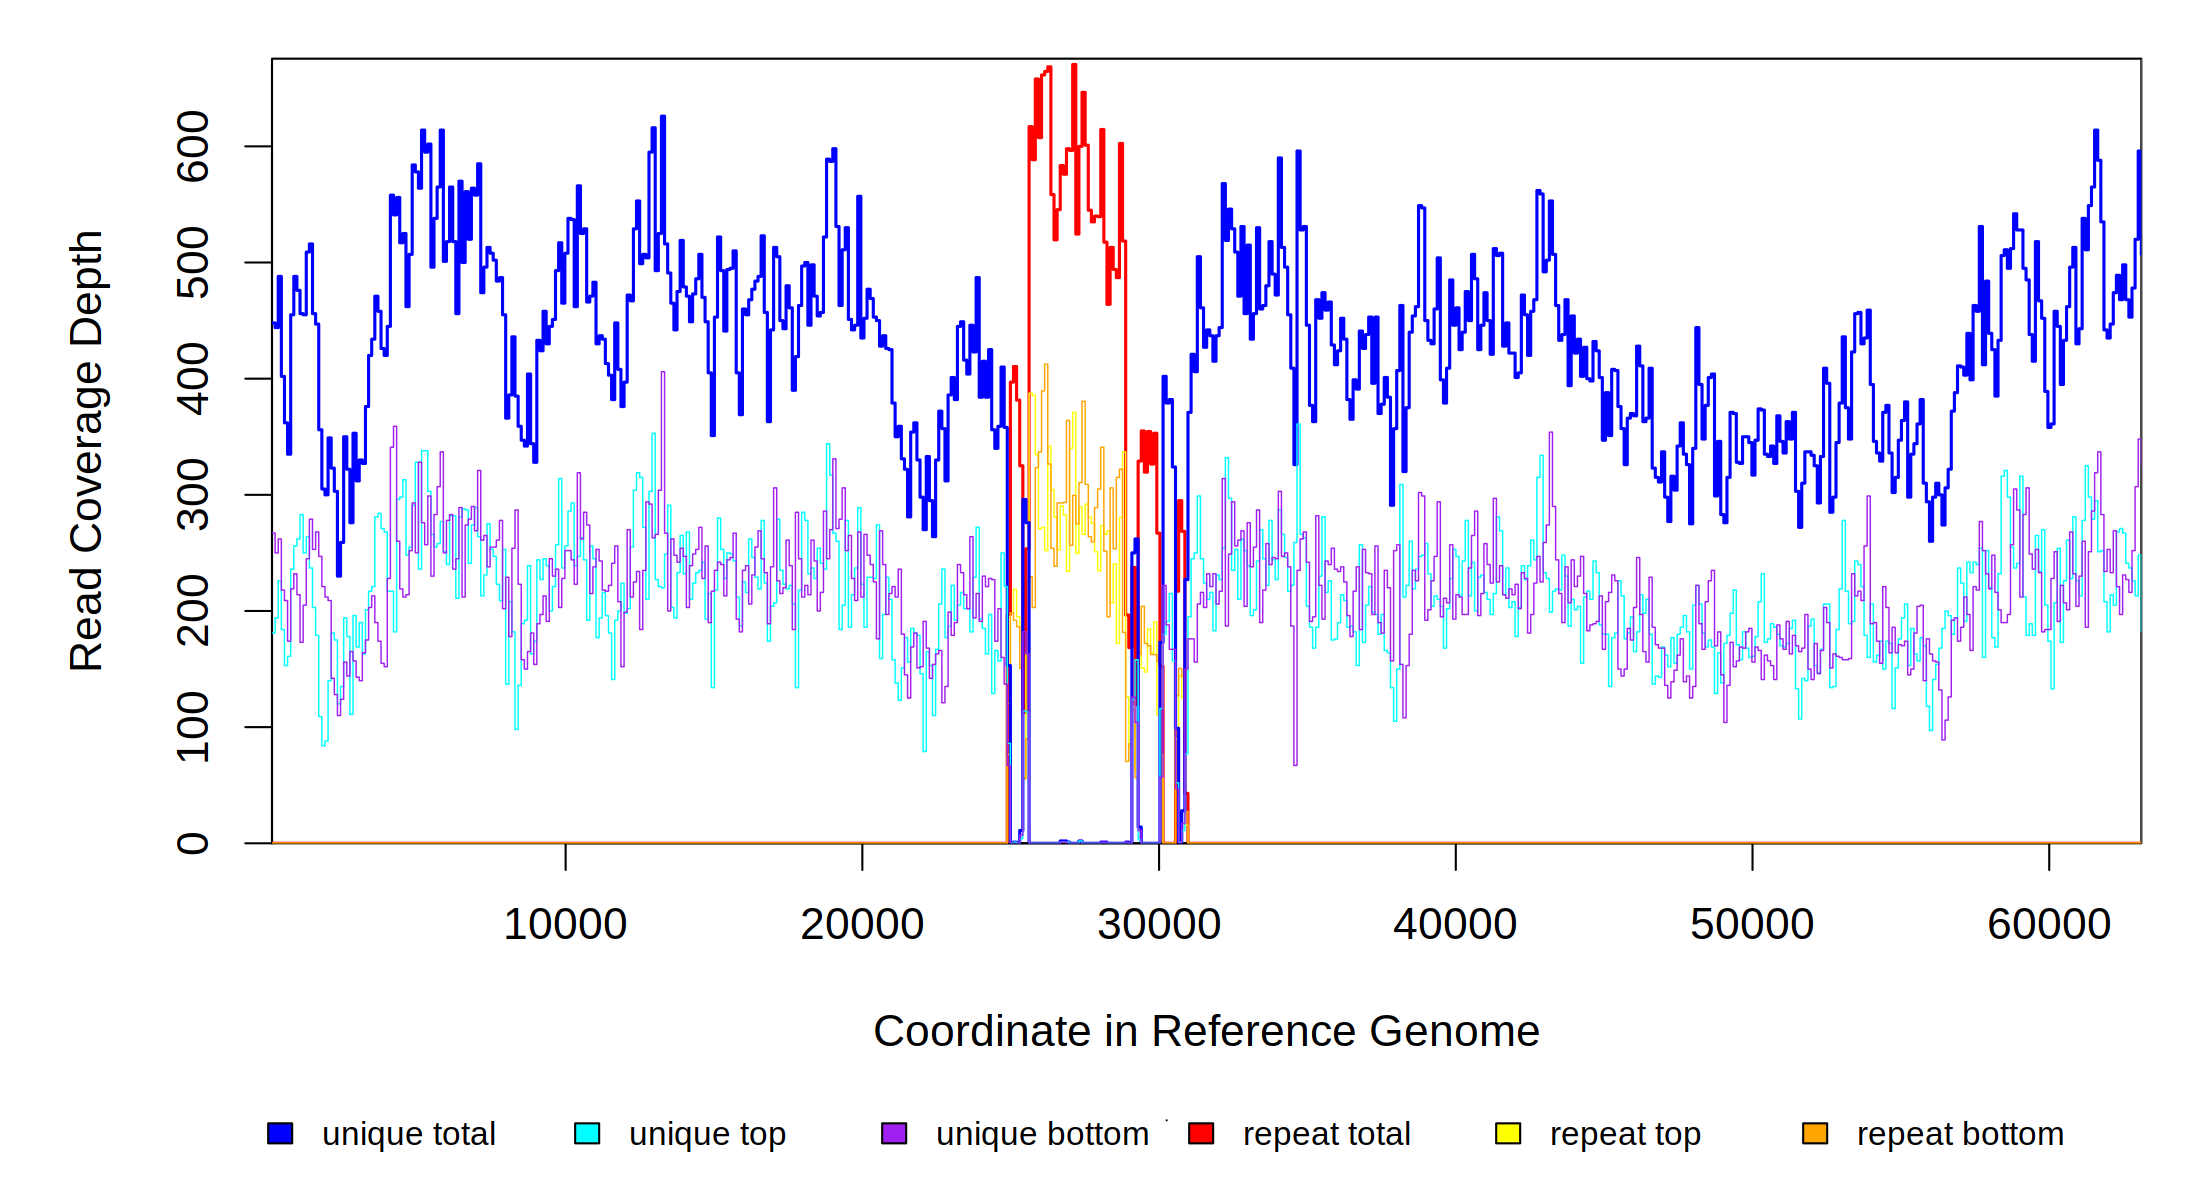 Read Coverage Depth
600
500
400
300
200
100
0
10000 20000 30000 40000 50000 60000
Coordinate in Reference Genome
unique total unique top unique bottom repeat total repeat top repeat bottom